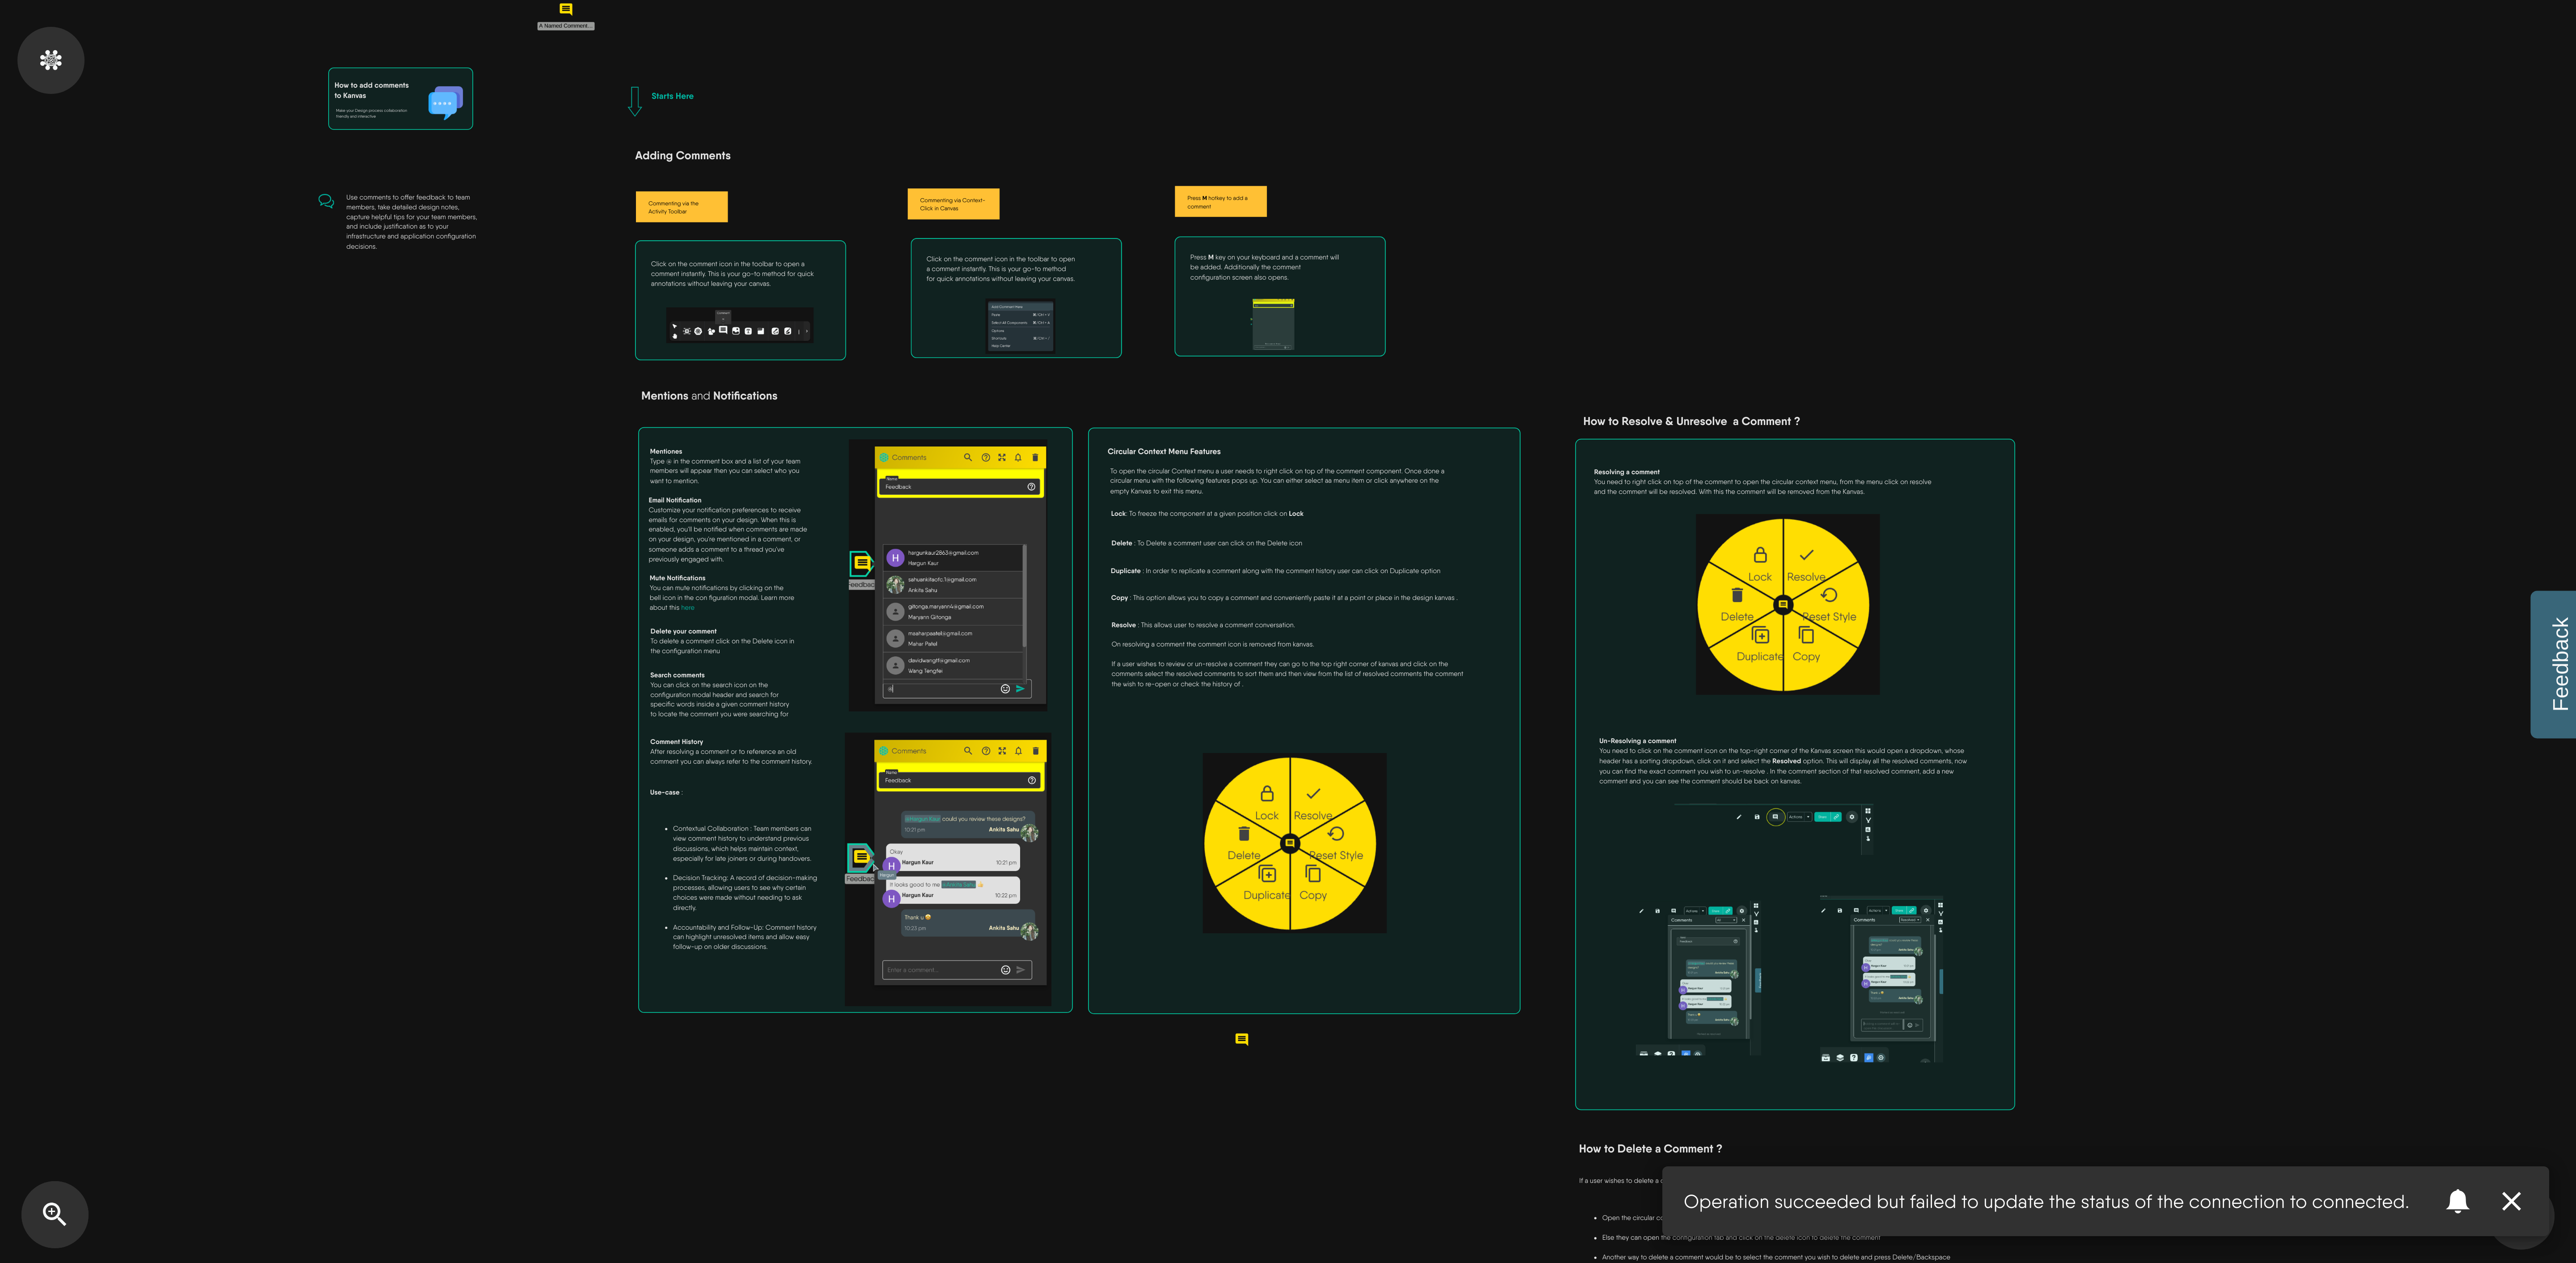 A Named Comment...
How to add comments
to Kanvas
Make your Design process collaboration
friendly and interactive
Starts Here
Adding Comments
Use comments to offer feedback to team
members, take detailed design notes,
capture helpful tips for your team members,
and include justification as to your
infrastructure and application configuration
decisions.
Commenting via the
Activity Toolbar
Commenting via Context-
Click in Canvas
Press M hotkey to add a
comment
Click on the comment icon in the toolbar to open a
comment instantly. This is your go-to method for quick
annotations without leaving your canvas.
Comment
Click on the comment icon in the toolbar to open
a comment instantly. This is your go-to method
for quick annotations without leaving your canvas.
Add Comment Here
Paste
Select All Components
Options
Shortcuts
Help Center
Press M key on your keyboard and a comment will
be added. Additionally the comment
configuration screen also opens.
Mentions and Notifications
Mentiones
Type @ in the comment box and a list of your team
members will appear then you can select who you
want to mention.
Email Notification
Customize your notification preferences to receive
emails for comments on your design. When this is
enabled, you'll be notified when comments are made
on your design, you're mentioned in a comment, or
someone adds a comment to a thread you've
previously engaged with.
Mute Notifications
You can mute notifications by clicking on the
bell icon in the con figuration modal. Learn more
about this here
Delete your comment
To delete a comment click on the Delete icon in
the configuration menu
Search comments
You can click on the search icon on the
configuration modal header and search for
specific words inside a given comment history
to locate the comment you were searching for
Comment History
After resolving a comment or to reference an old
comment you can always refer to the comment history.
Use-case :
Contextual Collaboration : Team members can
view comment history to understand previous
discussions, which helps maintain context,
especially for late joiners or during handovers.
Decision Tracking: A record of decision-making
processes, allowing users to see why certain
choices were made without needing to ask
directly.
Accountability and Follow-Up: Comment history
can highlight unresolved items and allow easy
follow-up on older discussions.
Comments
Name
Feedback
H
hargunkaur2863@gmail.com
Hargun Kaur
sahuankitaofc.1@gmail.com
Ankita Sahu
gitonga.maryann4@gmail.com
Maryann Gitonga
msaharpaatel@gmail.com
Mahar Patel
davidwangtf@gmail.com
Wang Tengfei
@
Comments
Name
Feedback
@Hargun Kaur could you review these designs?
10:21 pm Ankita Sahu
Okay
H Hargun Kaur 10:21 pm
It looks good to me @Ankita Sahu 👍
H Hargun Kaur 10:22 pm
Thank u 😊
10:23 pm Ankita Sahu
Enter a comment...
Feedbac
Hargun
Circular Context Menu Features
To open the circular Context menu a user needs to right click on top of the comment component. Once done a
circular menu with the following features pops up. You can either select aa menu item or click anywhere on the
empty Kanvas to exit this menu.
Lock: To freeze the component at a given position click on Lock
Delete : To Delete a comment user can click on the Delete icon
Duplicate : In order to replicate a comment along with the comment history user can click on Duplicate option
Copy : This option allows you to copy a comment and conveniently paste it at a point or place in the design kanvas .
Resolve : This allows user to resolve a comment conversation.
On resolving a comment the comment icon is removed from kanvas.
If a user wishes to review or un-resolve a comment they can go to the top right corner of kanvas and click on the
comments select the resolved comments to sort them and then view from the list of resolved comments the comment
the wish to re-open or check the history of .
Lock
Resolve
Delete
Reset Style
Duplicate
Copy
How to Resolve & Unresolve a Comment ?
Resolving a comment
You need to right click on top of the comment to open the circular context menu, from the menu click on resolve
and the comment will be resolved. With this the comment will be removed from the Kanvas.
Lock
Resolve
Delete
Reset Style
Duplicate
Copy
Un-Resolving a comment
You need to click on the comment icon on the top-right corner of the Kanvas screen this would open a dropdown, whose
header has a sorting dropdown, click on it and select the Resolved option. This will display all the resolved comments, now
you can find the exact comment you wish to un-resolve . In the comment section of that resolved comment, add a new
comment and you can see the comment should be back on kanvas.
Actions
Comments
Comments
How to Delete a Comment ?
If a user wishes to delete a
Open the circular
Else they can open the configuration tab and click on the delete icon to delete the comment
Another way to delete a comment would be to select the comment you wish to delete and press Delete/Backspace
Operation succeeded but failed to update the status of the connection to connected.
Feedback